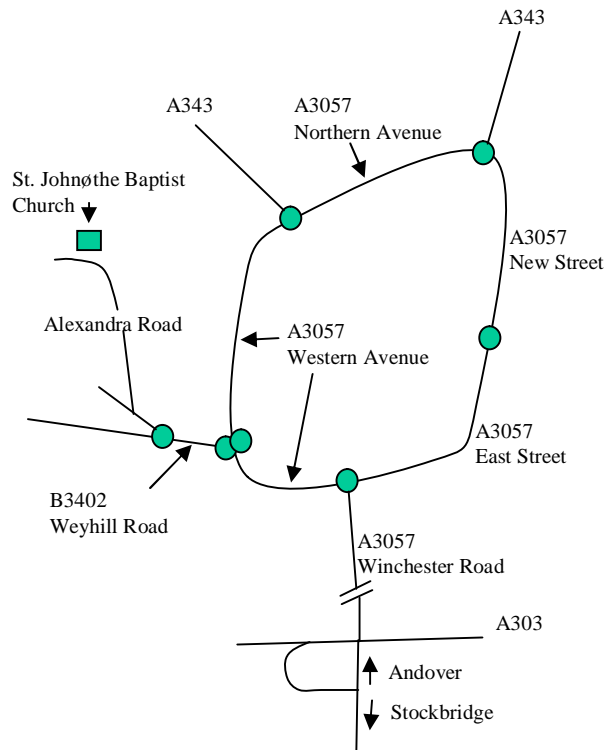 A343
A343
A3057
Northern Avenue
St. Johnøthe Baptist
Church
A3057
New Street
Alexandra Road
A3057
Western Avenue
A3057
East Street
B3402
Weyhill Road
A3057
Winchester Road
A303
Andover
Stockbridge